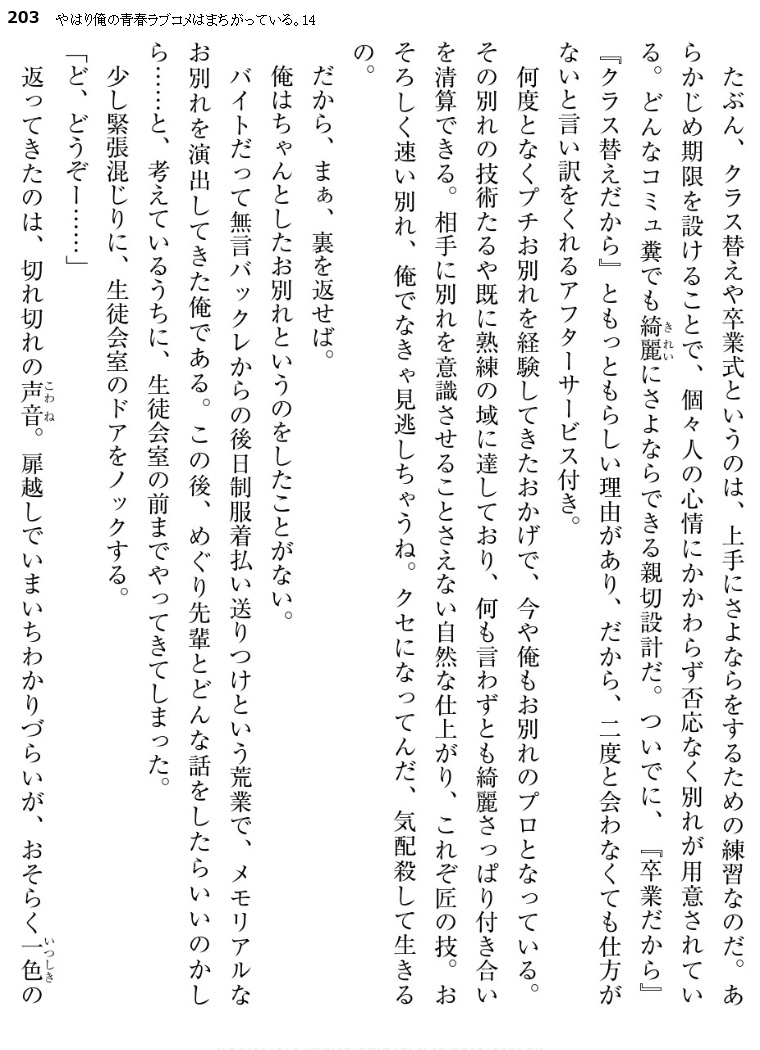 203 やはり俺の青春ラブコメはまちがっている。14
たぶん、クラス替えや卒業式というのは、上手にさよならをするための練習なのだ。あ
らかじめ期限を設けることで、個々人の心情にかかわらず否応なく別れが用意されてい
る。どんなコミュ糞でも綺麗にさよならできる親切設計だ。ついでに、『卒業だから』
『クラス替えだから』ともっともらしい理由があり、だから、二度と会わなくても仕方が
ないと言い訳をくれるアフターサービス付き。
何度となくプチお別れを経験してきたおかげで、今や俺もお別れのプロとなっている。
その別れの技術たるや既に熟練の域に達しており、何も言わずとも綺麗さっぱり付き合い
を清算できる。相手に別れを意識させることさえない自然な仕上がり、これぞ匠の技。お
そろしく速い別れ、俺でなきゃ見逃しちゃうね。クセになってんだ、気配殺して生きる
の。
だから、まぁ、裏を返せば。
俺はちゃんとしたお別れというのをしたことがない。
バイトだって無言バックレからの後日制服着払い送りつけという荒業で、メモリアルな
お別れを演出してきた俺である。この後、めぐり先輩とどんな話をしたらいいのかし
ら……と、考えているうちに、生徒会室の前までやってきてしまった。
少し緊張混じりに、生徒会室のドアをノックする。
「ど、どうぞー……」
返ってきたのは、切れ切れの声音。扉越しでいまいちわかりづらいが、おそらく一色の